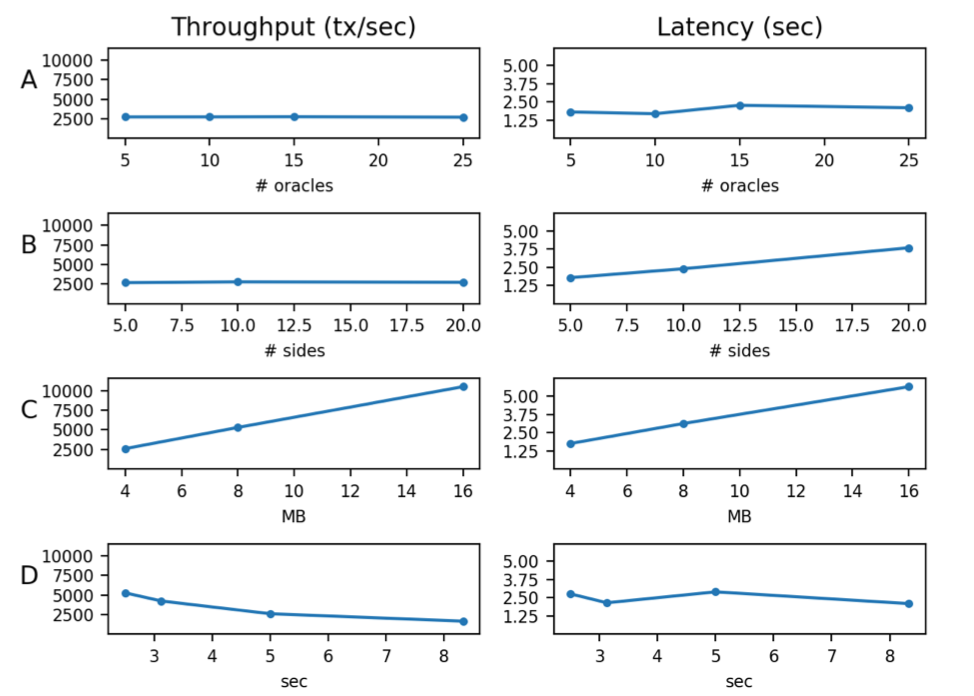 Throughput (tx/sec) Latency (sec)
A
10000 5.00
7500 3.75
5000 2.50
2500 1.25
5 10 15 20 25 5 10 15 20 25
# oracles # oracles
B
10000 5.00
7500 3.75
5000 2.50
2500 1.25
5.0 7.5 10.0 12.5 15.0 17.5 20.0 5.0 7.5 10.0 12.5 15.0 17.5 20.0
# sides # sides
C
10000 5.00
7500 3.75
5000 2.50
2500 1.25
4 6 8 10 12 14 16 4 6 8 10 12 14 16
MB MB
D
10000 5.00
7500 3.75
5000 2.50
2500 1.25
3 4 5 6 7 8 3 4 5 6 7 8
sec sec